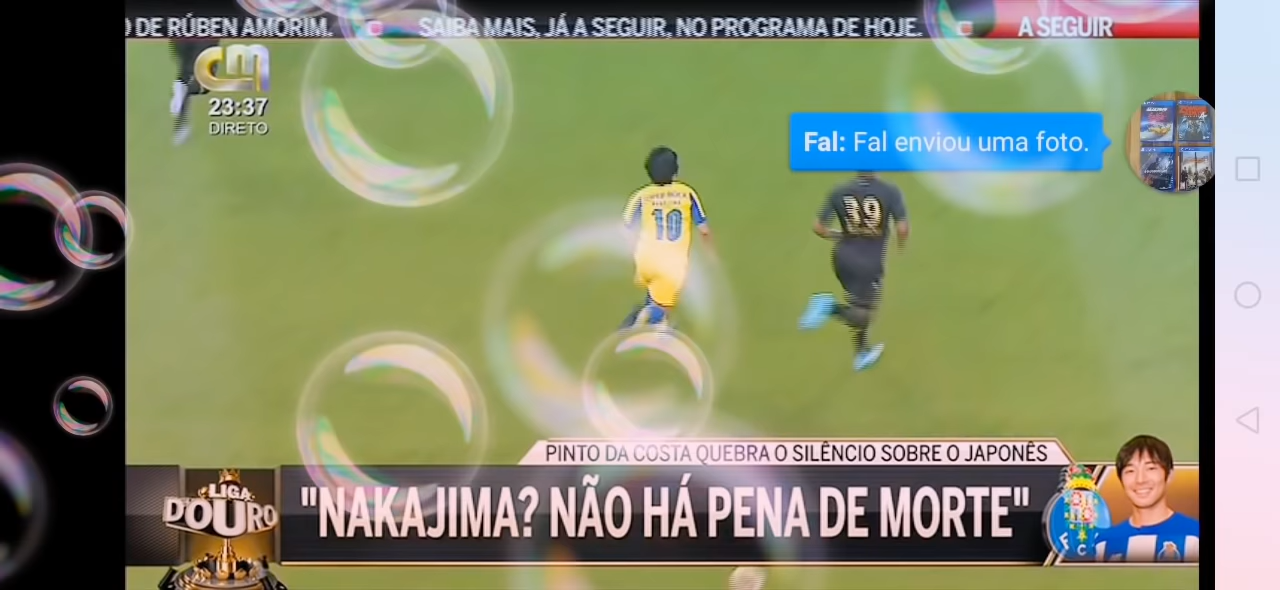 O DE RÚBEN AMORIM. SAIBA MAIS, JÁ A SEGUIR, NO PROGRAMA DE HOJE. A SEGUIR
cm
23:37
DIRETO
Fal: Fal enviou uma foto.
10
39
PINTO DA COSTA QUEBRA O SILÊNCIO SOBRE O JAPONÊS
LIGA
D'OURO
"NAKAJIMA? NÃO HÁ PENA DE MORTE"